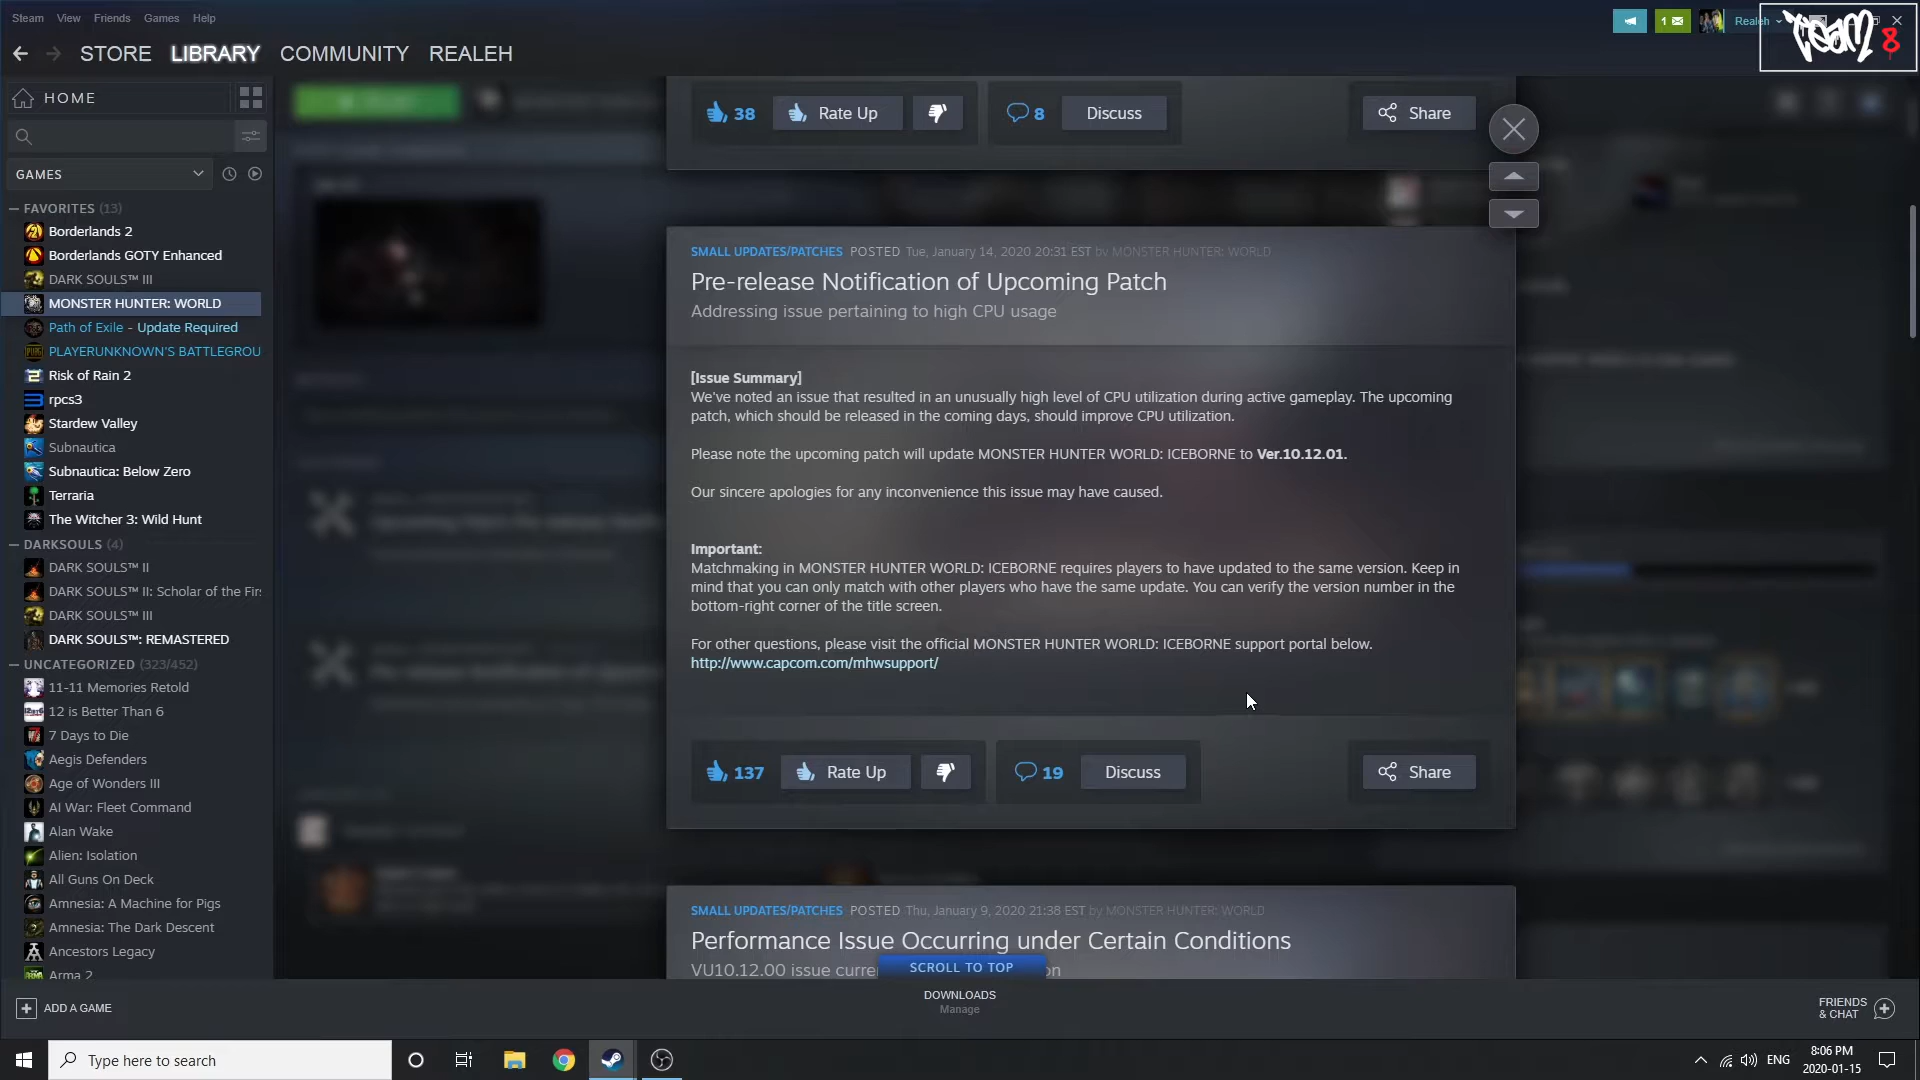 Steam View Friends Games Help
1
Realeh
Team 8
STORE LIBRARY COMMUNITY REALEH
HOME
GAMES
— FAVORITES (13)
Borderlands 2
Borderlands GOTY Enhanced
DARK SOULS™ III
MONSTER HUNTER: WORLD
Path of Exile - Update Required
PLAYERUNKNOWN'S BATTLEGROU
Risk of Rain 2
rpcs3
Stardew Valley
Subnautica
Subnautica: Below Zero
Terraria
The Witcher 3: Wild Hunt
— DARKSOULS (4)
DARK SOULS™ II
DARK SOULS™ II: Scholar of the Fir
DARK SOULS™ III
DARK SOULS™: REMASTERED
— UNCATEGORIZED (323/452)
11-11 Memories Retold
12 is Better Than 6
7 Days to Die
Aegis Defenders
Age of Wonders III
AI War: Fleet Command
Alan Wake
Alien: Isolation
All Guns On Deck
Amnesia: A Machine for Pigs
Amnesia: The Dark Descent
Ancestors Legacy
Arma 2
38 Rate Up 8 Discuss Share
SMALL UPDATES/PATCHES POSTED Tue, January 14, 2020 20:31 EST by MONSTER HUNTER: WORLD
Pre-release Notification of Upcoming Patch
Addressing issue pertaining to high CPU usage
[Issue Summary]
We've noted an issue that resulted in an unusually high level of CPU utilization during active gameplay. The upcoming
patch, which should be released in the coming days, should improve CPU utilization.
Please note the upcoming patch will update MONSTER HUNTER WORLD: ICEBORNE to Ver.10.12.01.
Our sincere apologies for any inconvenience this issue may have caused.
Important:
Matchmaking in MONSTER HUNTER WORLD: ICEBORNE requires players to have updated to the same version. Keep in
mind that you can only match with other players who have the same update. You can verify the version number in the
bottom-right corner of the title screen.
For other questions, please visit the official MONSTER HUNTER WORLD: ICEBORNE support portal below.
http://www.capcom.com/mhwsupport/
137 Rate Up 19 Discuss Share
SMALL UPDATES/PATCHES POSTED Thu, January 9, 2020 21:38 EST by MONSTER HUNTER: WORLD
Performance Issue Occurring under Certain Conditions
VU10.12.00 issue curre
SCROLL TO TOP
on
ADD A GAME
DOWNLOADS
Manage
FRIENDS
& CHAT
Type here to search
ENG
8:06 PM
2020-01-15